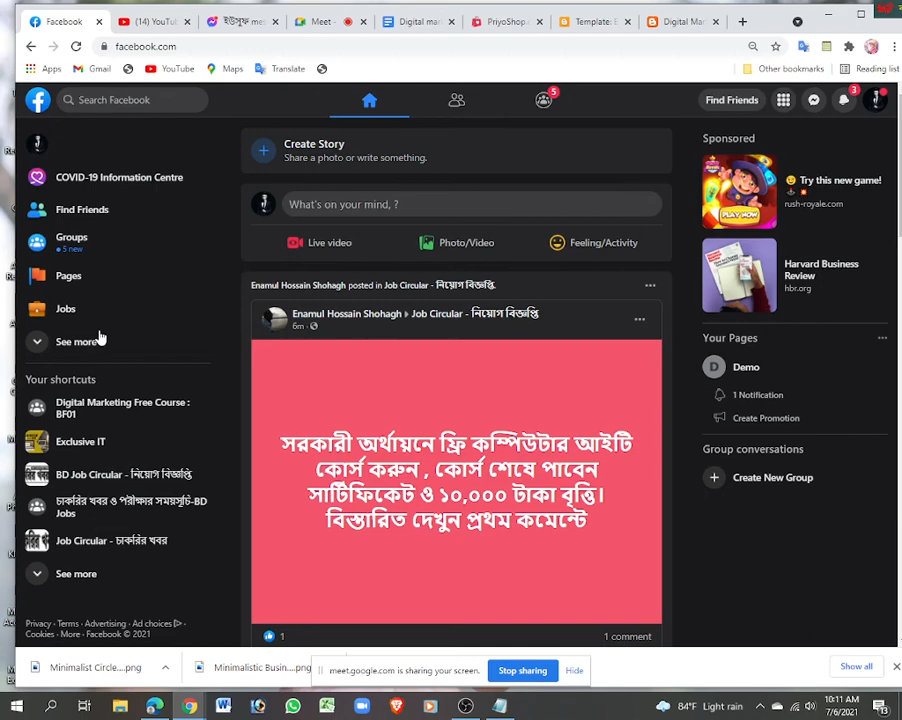 Facebook
(14) YouTu
ইউসুফ মে
Meet -
Digital mar
PriyoShop.
Template: E
Digital Mar
facebook.com
Apps
Gmail
YouTube
Maps
Translate
Other bookmarks
Reading list
Search Facebook
5
Find Friends
3
COVID-19 Information Centre
Find Friends
Groups
5 new
Pages
Jobs
See more
Your shortcuts
Digital Marketing Free Course :
BF01
Exclusive IT
BD Job Circular - নিয়োগ বিজ্ঞপ্তি
চাকরির খবর ও পরীক্ষার সময়সূচি-BD
Jobs
Job Circular - চাকরির খবর
See more
Privacy · Terms · Advertising · Ad choices ·
Cookies · More · Facebook © 2021
Create Story
Share a photo or write something.
What's on your mind, ?
Live video
Photo/Video
Feeling/Activity
Enamul Hossain Shohagh posted in Job Circular - নিয়োগ বিজ্ঞপ্তি.
Enamul Hossain Shohagh ▸ Job Circular - নিয়োগ বিজ্ঞপ্তি
6m ·
সরকারী অর্থায়নে ফ্রি কম্পিউটার আইটি
কোর্স করুন , কোর্স শেষে পাবেন
সার্টিফিকেট ও ১০,০০০ টাকা বৃত্তি।
বিস্তারিত দেখুন প্রথম কমেন্টে
1
1 comment
Sponsored
😉 Try this new game!
rush-royale.com
PLAY NOW
Harvard Business
Review
hbr.org
Your Pages
D
Demo
1 Notification
Create Promotion
Group conversations
Create New Group
Minimalist Circle....png
Minimalistic Busin....png
meet.google.com is sharing your screen.
Stop sharing
Hide
Show all
84°F Light rain
10:11 AM
7/6/2021
13